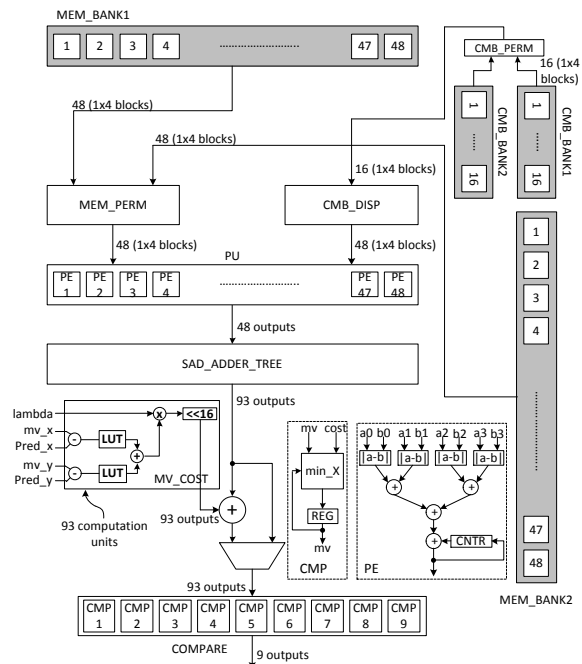 MEM_BANK1
1 2 3 4 ............................ 47 48
CMB_PERM
16 (1x4 blocks)
1
......
16
CMB_BANK2
1
......
16
CMB_BANK1
48 (1x4 blocks)
48 (1x4 blocks)
16 (1x4 blocks)
MEM_PERM
CMB_DISP
48 (1x4 blocks)
48 (1x4 blocks)
PU
PE 1 PE 2 PE 3 PE 4 ............................ PE 47 PE 48
48 outputs
SAD_ADDER_TREE
93 outputs
lambda
mv_x
Pred_x
mv_y
Pred_y
-
LUT
-
LUT
+
x
<<16
MV_COST
93 computation units
93 outputs
+
mv cost
min_X
REG
mv
CMP
a0 b0 a1 b1 a2 b2 a3 b3
|a-b| |a-b| |a-b| |a-b|
+ +
+
+
CNTR
PE
1
2
3
4
............................
47
48
MEM_BANK2
93 outputs
CMP 1 CMP 2 CMP 3 CMP 4 CMP 5 CMP 6 CMP 7 CMP 8 CMP 9
COMPARE
9 outputs